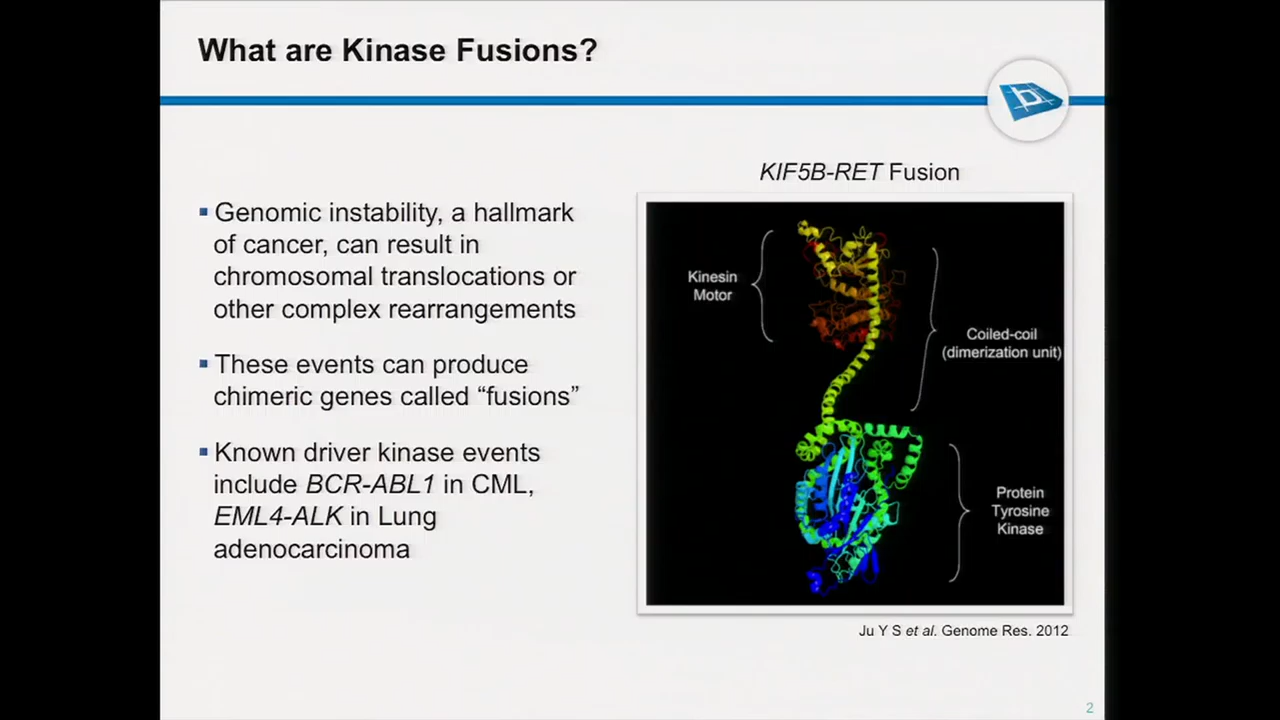 What are Kinase Fusions?
KIF5B-RET Fusion
▪ Genomic instability, a hallmark
of cancer, can result in
chromosomal translocations or
other complex rearrangements
▪ These events can produce
chimeric genes called “fusions”
▪ Known driver kinase events
include BCR-ABL1 in CML,
EML4-ALK in Lung
adenocarcinoma
Kinesin
Motor
Coiled-coil
(dimerization unit)
Protein
Tyrosine
Kinase
Ju Y S et al. Genome Res. 2012
2